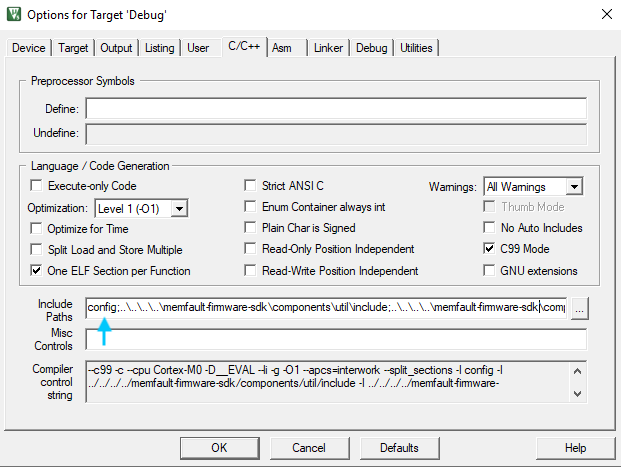 Options for Target 'Debug'
Device Target Output Listing User C/C++ Asm Linker Debug Utilities
Preprocessor Symbols
Define:
Undefine:
Language / Code Generation
Execute-only Code Strict ANSI C Warnings: All Warnings
Optimization: Level 1 (-O1) Enum Container always int Thumb Mode
Optimize for Time Plain Char is Signed No Auto Includes
Split Load and Store Multiple Read-Only Position Independent C99 Mode
One ELF Section per Function Read-Write Position Independent GNU extensions
Include Paths config;..\..\..\..\memfault-firmware-sdk\components\util\include;..\..\..\..\memfault-firmware-sdk\comp ...
Misc Controls
Compiler control string --c99 -c --cpu Cortex-M0 -D__EVAL --li -g -O1 --apcs=interwork --split_sections -I config -I
../../../../memfault-firmware-sdk/components/util/include -I ../../../../memfault-firmware-
OK Cancel Defaults Help